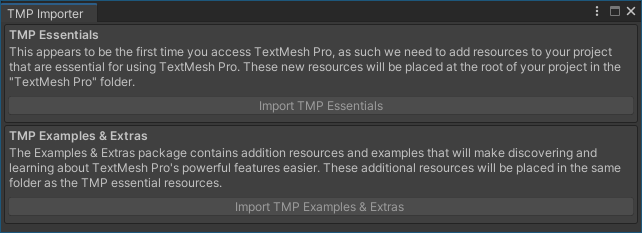 TMP Importer
TMP Essentials
This appears to be the first time you access TextMesh Pro, as such we need to add resources to your project
that are essential for using TextMesh Pro. These new resources will be placed at the root of your project in the
"TextMesh Pro" folder.
Import TMP Essentials
TMP Examples & Extras
The Examples & Extras package contains addition resources and examples that will make discovering and
learning about TextMesh Pro's powerful features easier. These additional resources will be placed in the same
folder as the TMP essential resources.
Import TMP Examples & Extras